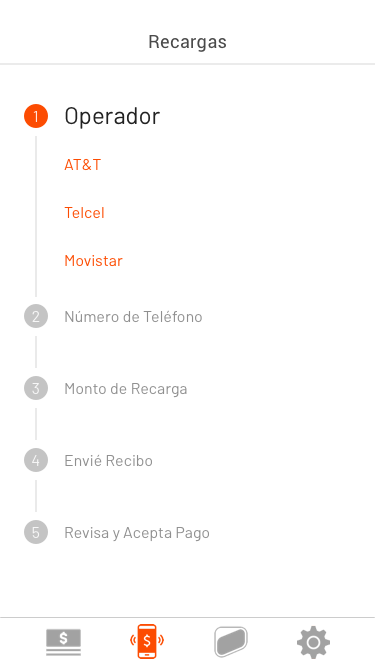 Recargas
1 Operador
AT&T
Telcel
Movistar
2 Número de Teléfono
3 Monto de Recarga
4 Envié Recibo
5 Revisa y Acepta Pago
$ $